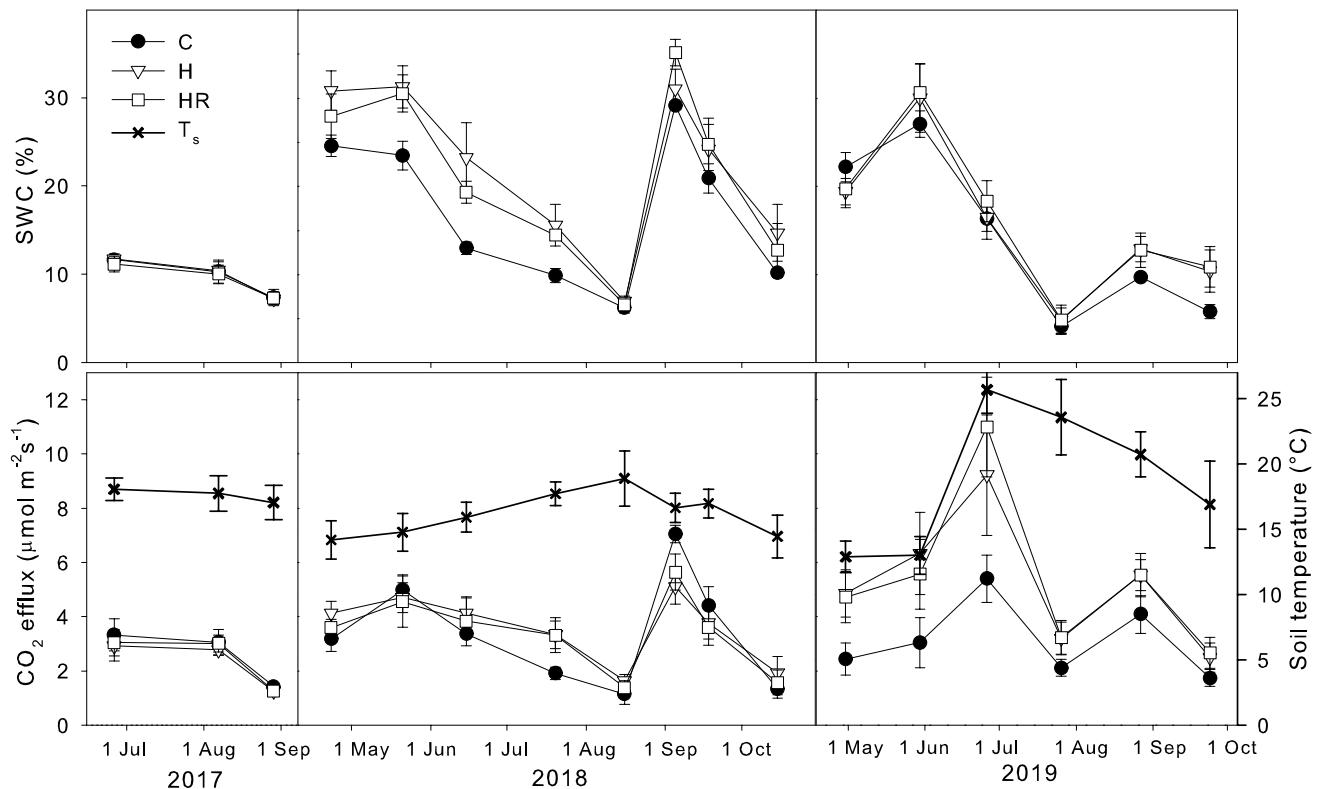 C
H
HR
Tₛ
SWC (%)
30
20
10
0
CO₂ efflux (μmol m⁻²s⁻¹)
12
10
8
6
4
2
0
Soil temperature (°C)
25
20
15
10
5
0
1 Jul 1 Aug 1 Sep 1 May 1 Jun 1 Jul 1 Aug 1 Sep 1 Oct 1 May 1 Jun 1 Jul 1 Aug 1 Sep 1 Oct
2017 2018 2019